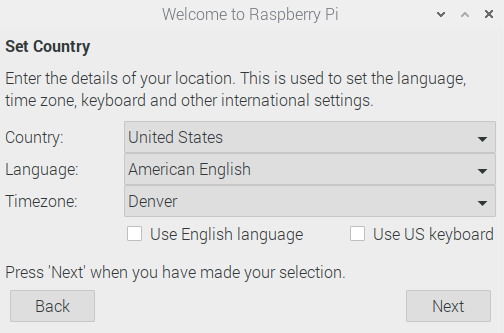 Welcome to Raspberry Pi
Set Country
Enter the details of your location. This is used to set the language,
time zone, keyboard and other international settings.
Country: United States
Language: American English
Timezone: Denver
Use English language Use US keyboard
Press 'Next' when you have made your selection.
Back Next